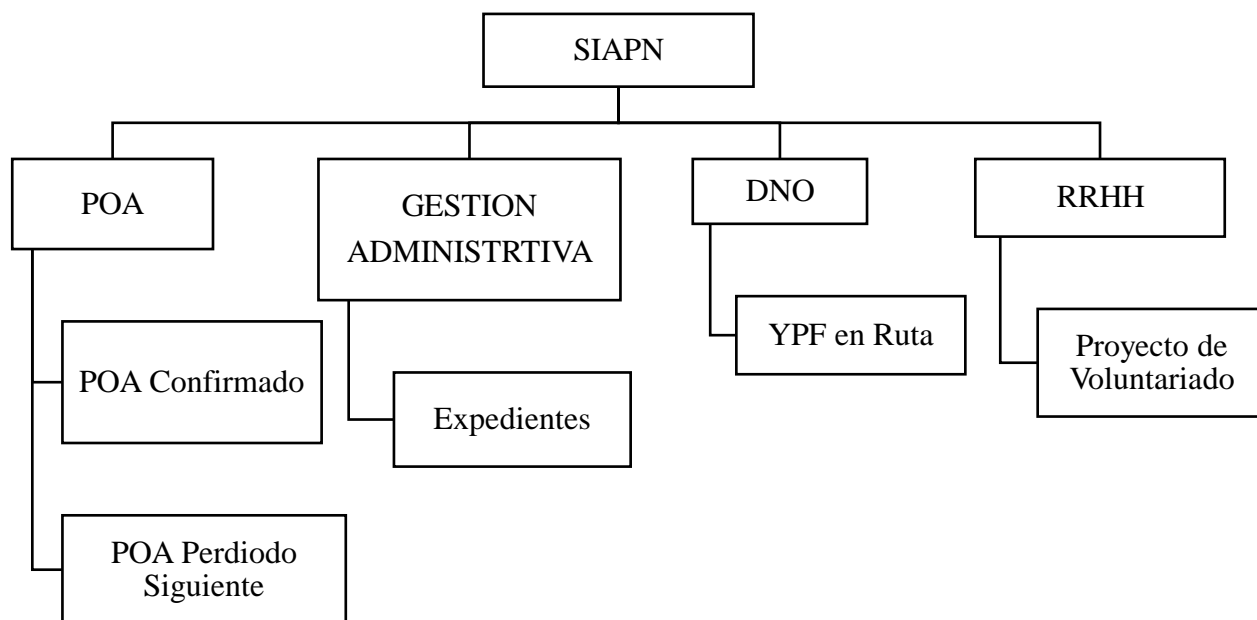 SIAPN
POA
GESTION
ADMINISTRTIVA
DNO
RRHH
POA Confirmado
Expedientes
YPF en Ruta
Proyecto de
Voluntariado
POA Perdiodo
Siguiente